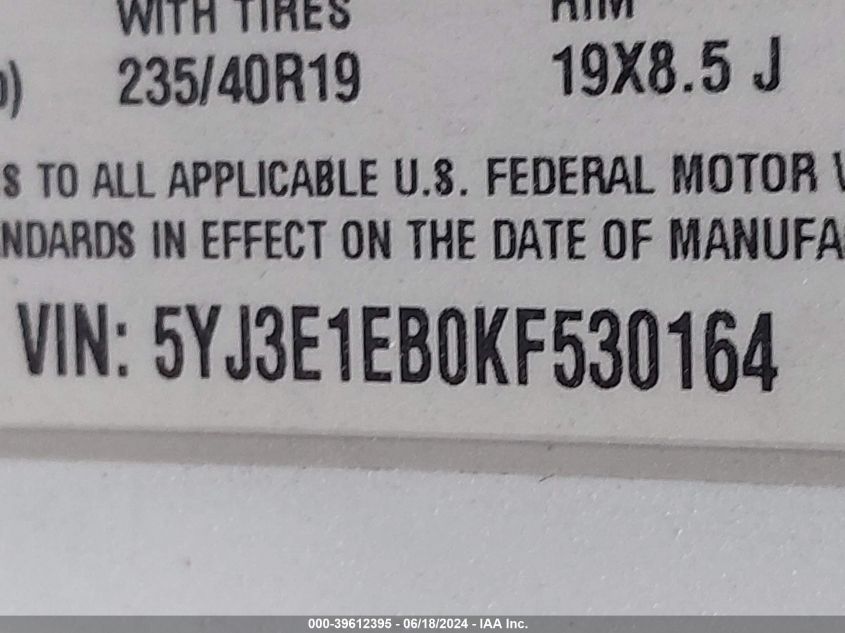 WITH TIRES RIM
235/40R19 19X8.5 J
S TO ALL APPLICABLE U.S. FEDERAL MOTOR
NDARDS IN EFFECT ON THE DATE OF MANUFA
VIN: 5YJ3E1EB0KF530164
000-39612395 - 06/18/2024 - IAA Inc.